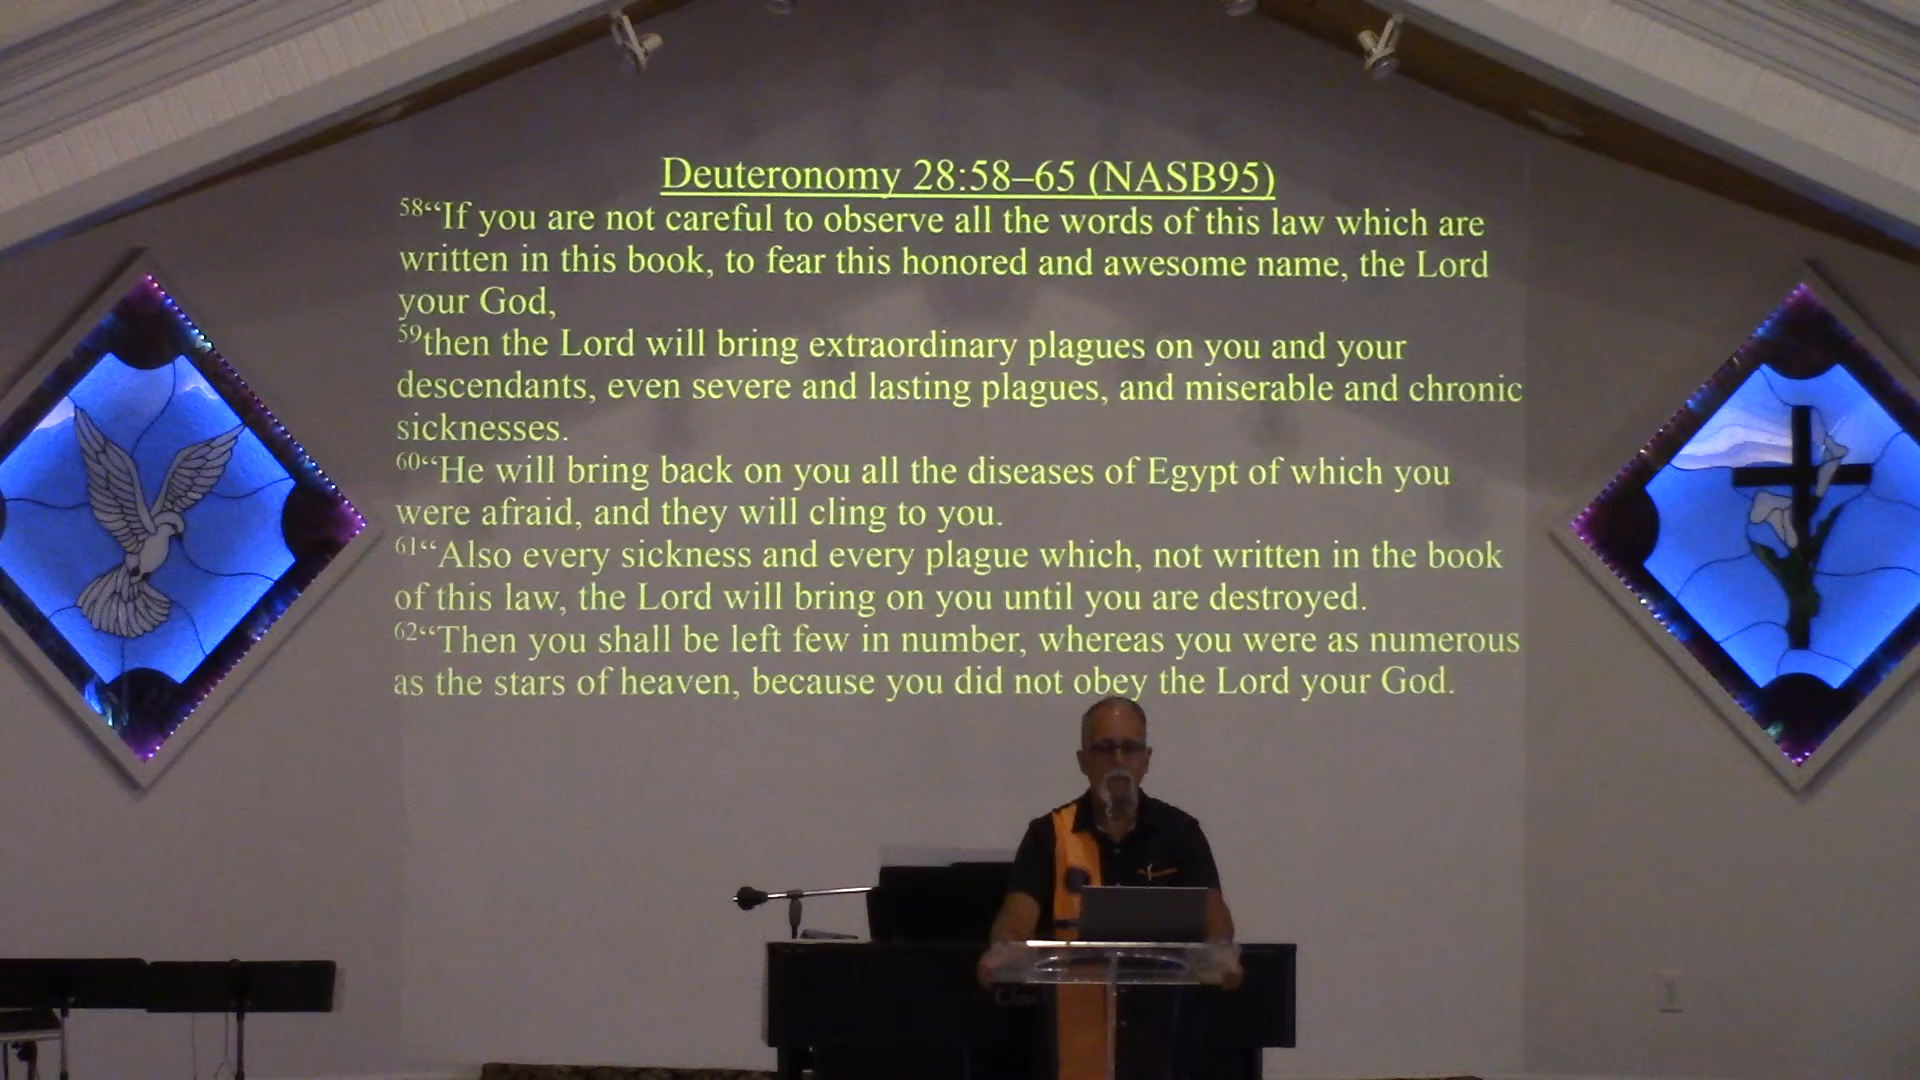 Deuteronomy 28:58–65 (NASB95)
58“If you are not careful to observe all the words of this law which are
written in this book, to fear this honored and awesome name, the Lord
your God,
59then the Lord will bring extraordinary plagues on you and your
descendants, even severe and lasting plagues, and miserable and chronic
sicknesses.
60“He will bring back on you all the diseases of Egypt of which you
were afraid, and they will cling to you.
61“Also every sickness and every plague which, not written in the book
of this law, the Lord will bring on you until you are destroyed.
62“Then you shall be left few in number, whereas you were as numerous
as the stars of heaven, because you did not obey the Lord your God.